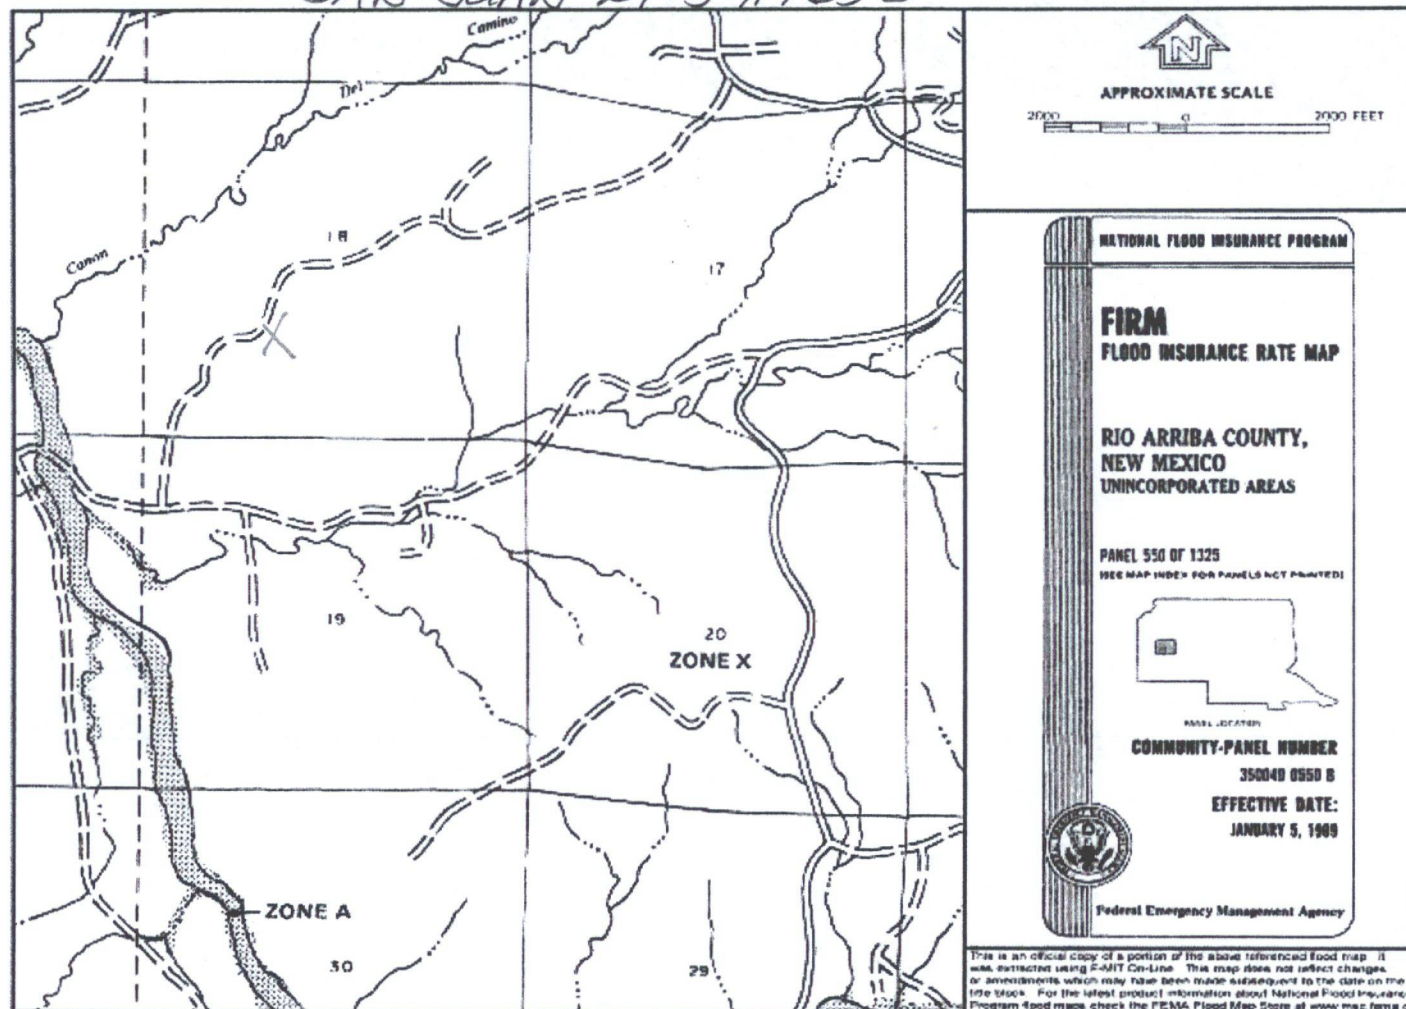 Camino
Del
Canon
18
17
19
20
ZONE X
ZONE A
30
29
N
APPROXIMATE SCALE
2000 0 2000 FEET
NATIONAL FLOOD INSURANCE PROGRAM
FIRM
FLOOD INSURANCE RATE MAP
RIO ARRIBA COUNTY,
NEW MEXICO
UNINCORPORATED AREAS
PANEL 550 OF 1325
(SEE MAP INDEX FOR PANELS NOT PRINTED)
PANEL LOCATION
COMMUNITY-PANEL NUMBER
350049 0550 B
EFFECTIVE DATE:
JANUARY 5, 1989
Federal Emergency Management Agency
This is an official copy of a portion of the above referenced flood map. It
was extracted using F-MIT On-Line. This map does not reflect changes
or amendments which may have been made subsequent to the date on the
title block. For the latest product information about National Flood Insurance
Program flood maps check the FEMA Flood Map Store at www.msc.fema.